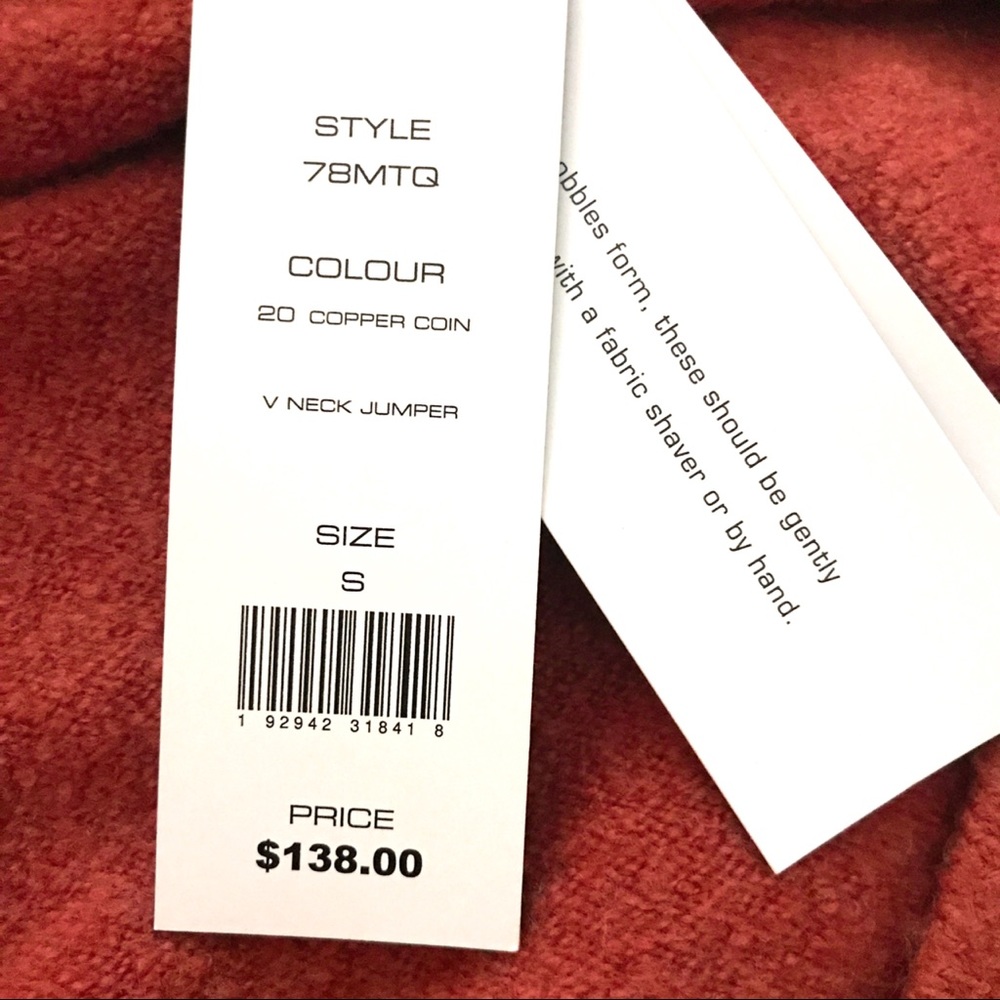 STYLE
78MTQ
COLOUR
20 COPPER COIN
V NECK JUMPER
SIZE
S
1 92942 31841 8
PRICE
$138.00
form, these should be gently
with a fabric shaver or by hand.